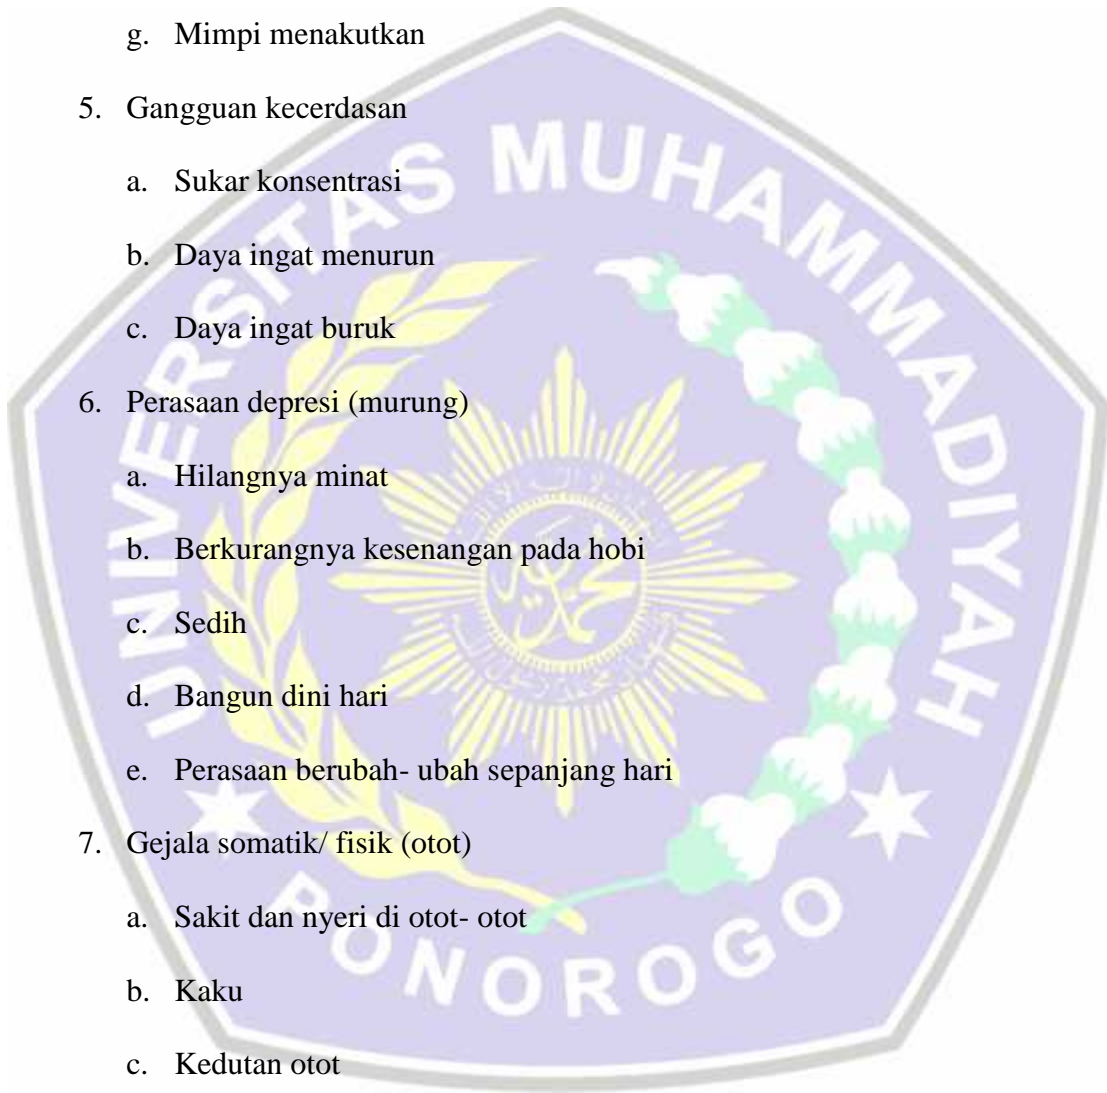 g. Mimpi menakutkan
5. Gangguan kecerdasan
a. Sukar konsentrasi
b. Daya ingat menurun
c. Daya ingat buruk
6. Perasaan depresi (murung)
a. Hilangnya minat
b. Berkurangnya kesenangan pada hobi
c. Sedih
d. Bangun dini hari
e. Perasaan berubah- ubah sepanjang hari
7. Gejala somatik/ fisik (otot)
a. Sakit dan nyeri di otot- otot
b. Kaku
c. Kedutan otot
UNIVERSITAS MUHAMMADIYAH
PONOROGO